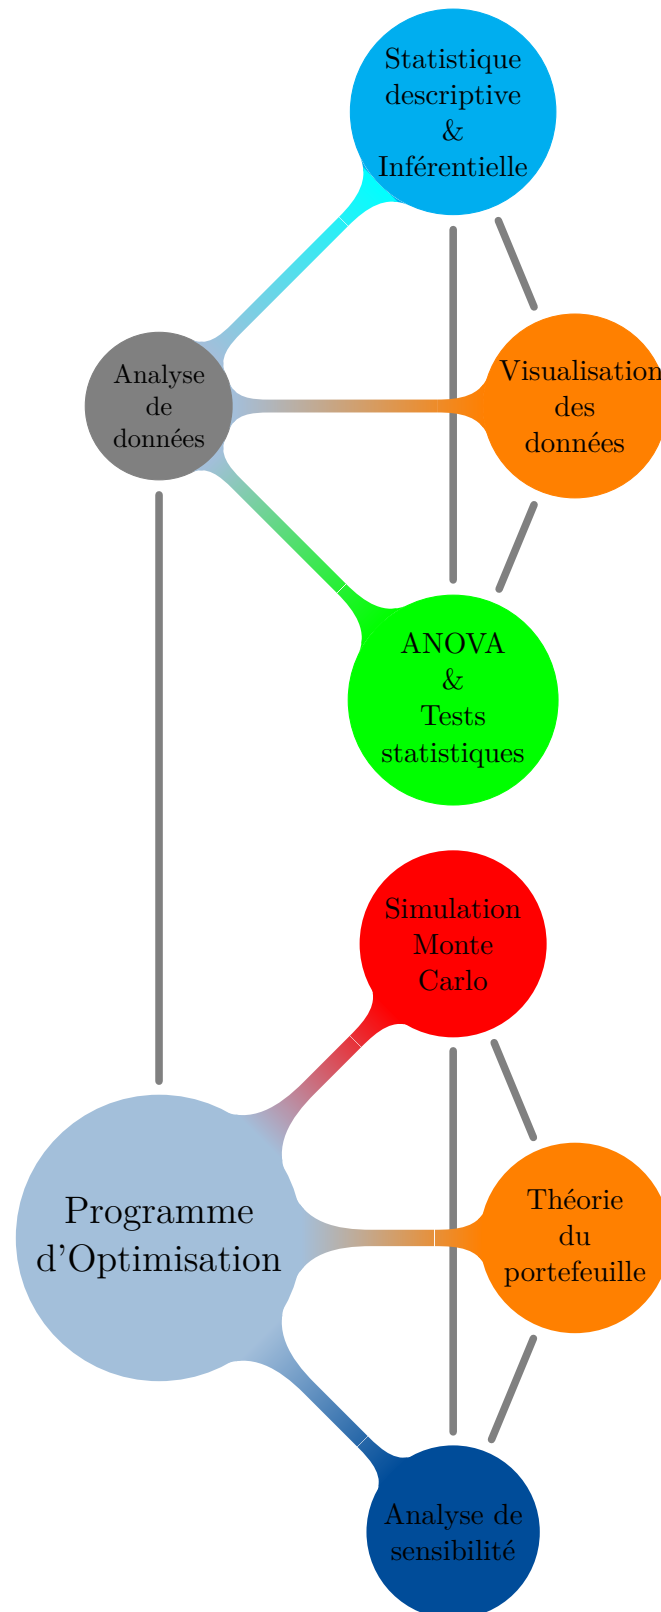 Statistique
descriptive
&
Inférentielle
Analyse
de
données
Visualisation
des
données
ANOVA
&
Tests
statistiques
Simulation
Monte
Carlo
Programme
d'Optimisation
Théorie
du
portefeuille
Analyse de
sensibilité